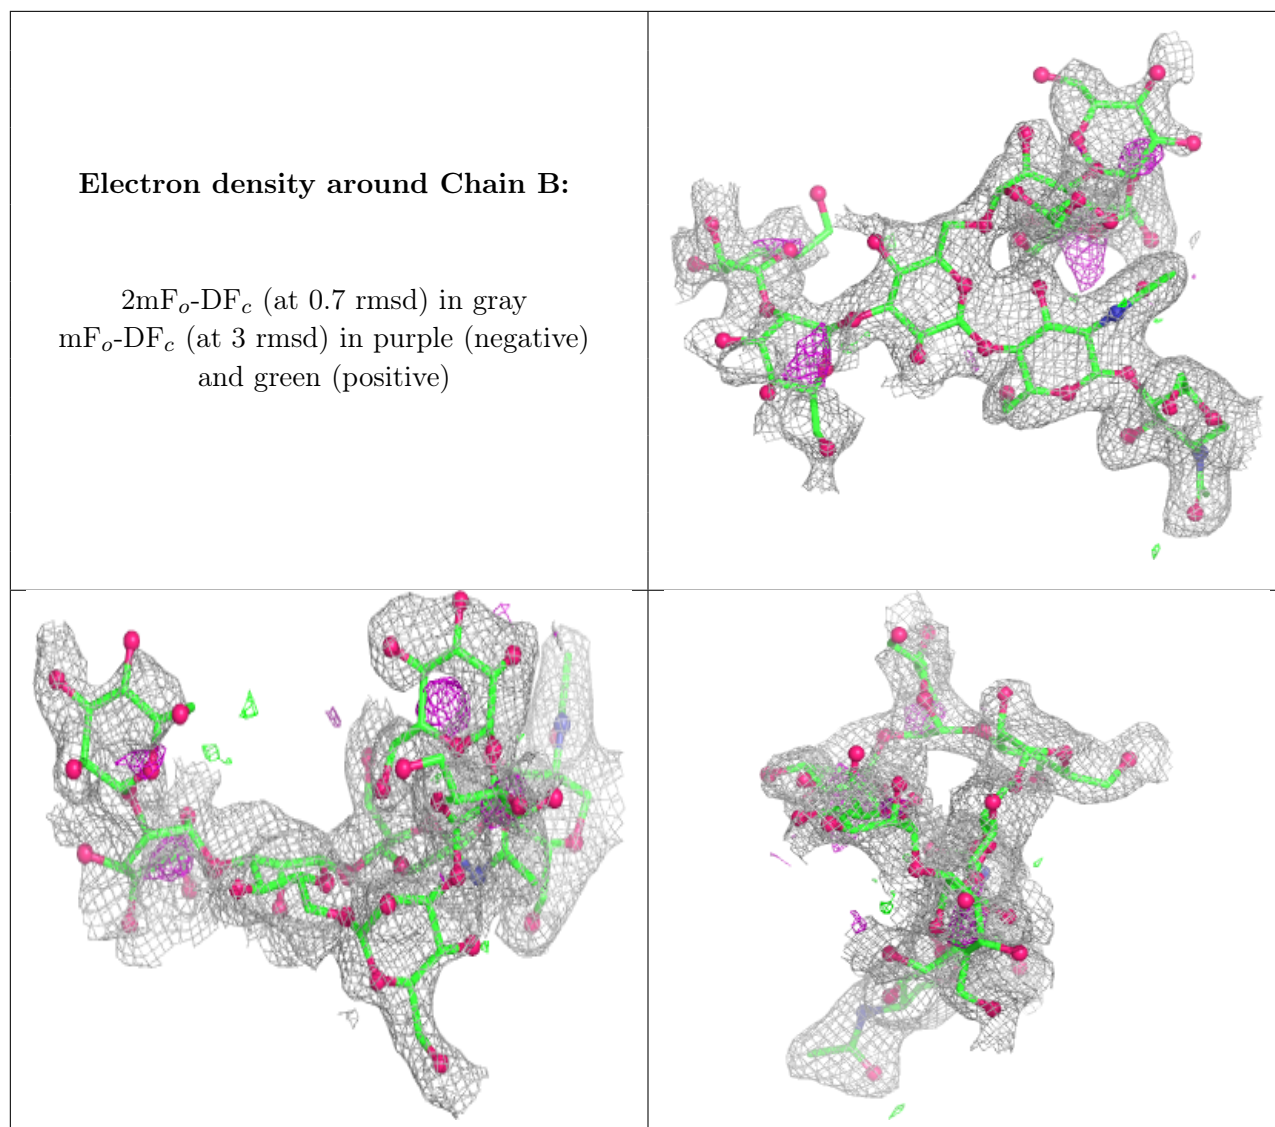 Electron density around Chain B:
2mFo-DFc (at 0.7 rmsd) in gray
mFo-DFc (at 3 rmsd) in purple (negative)
and green (positive)